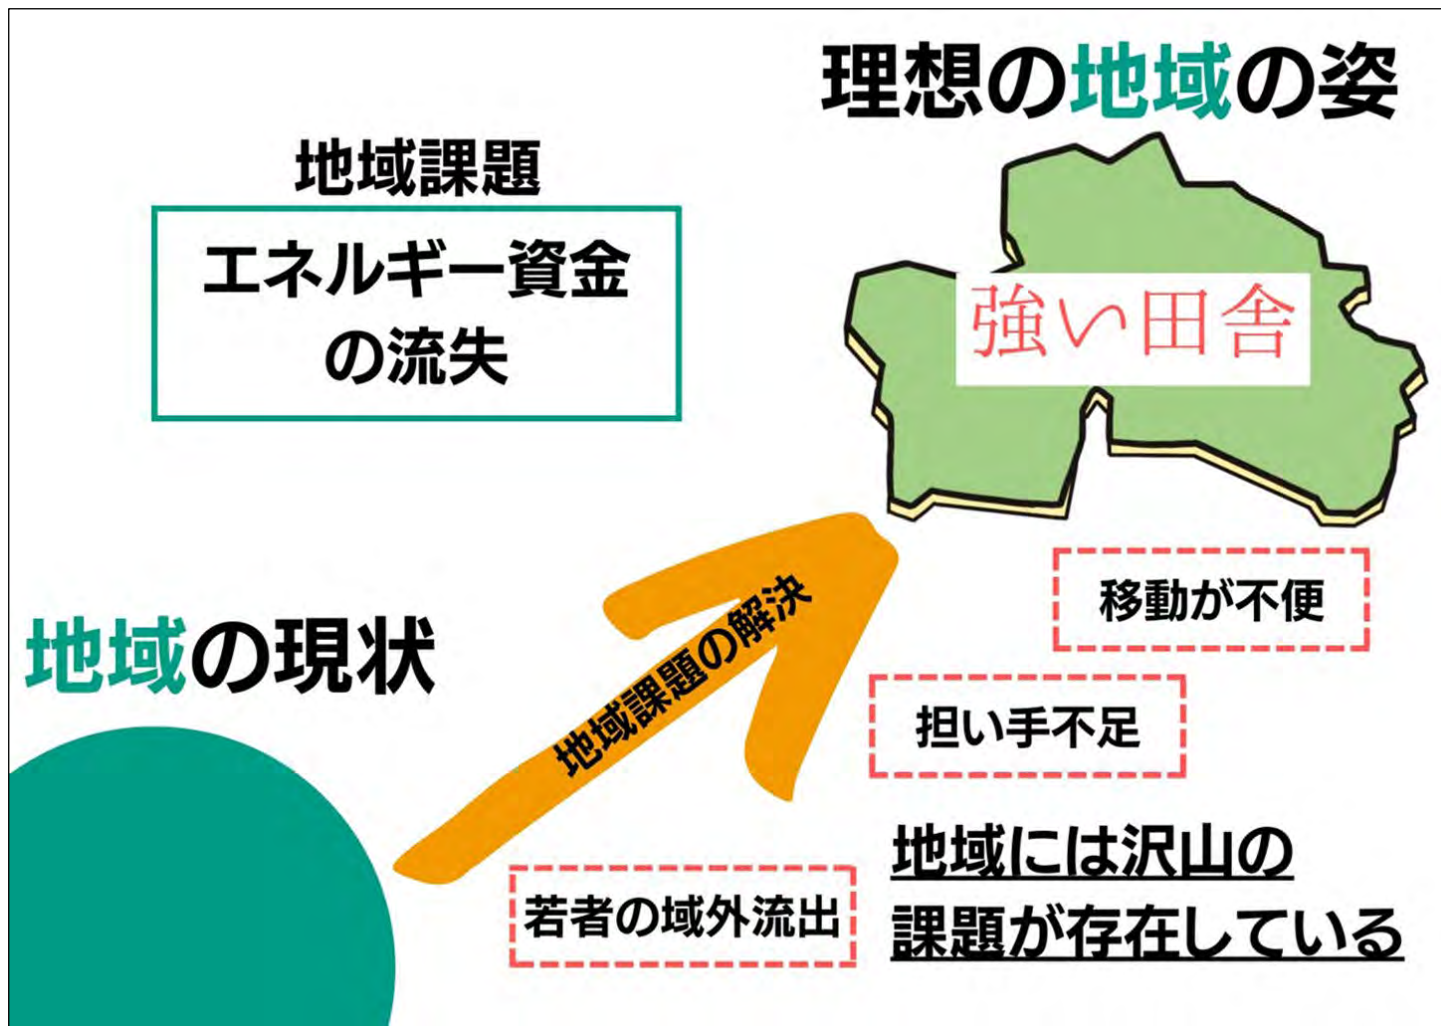 理想の地域の姿
地域課題
エネルギー資金
の流失
強い田舎
移動が不便
地域の現状
地域課題の解決
担い手不足
地域には沢山の
課題が存在している
若者の域外流出